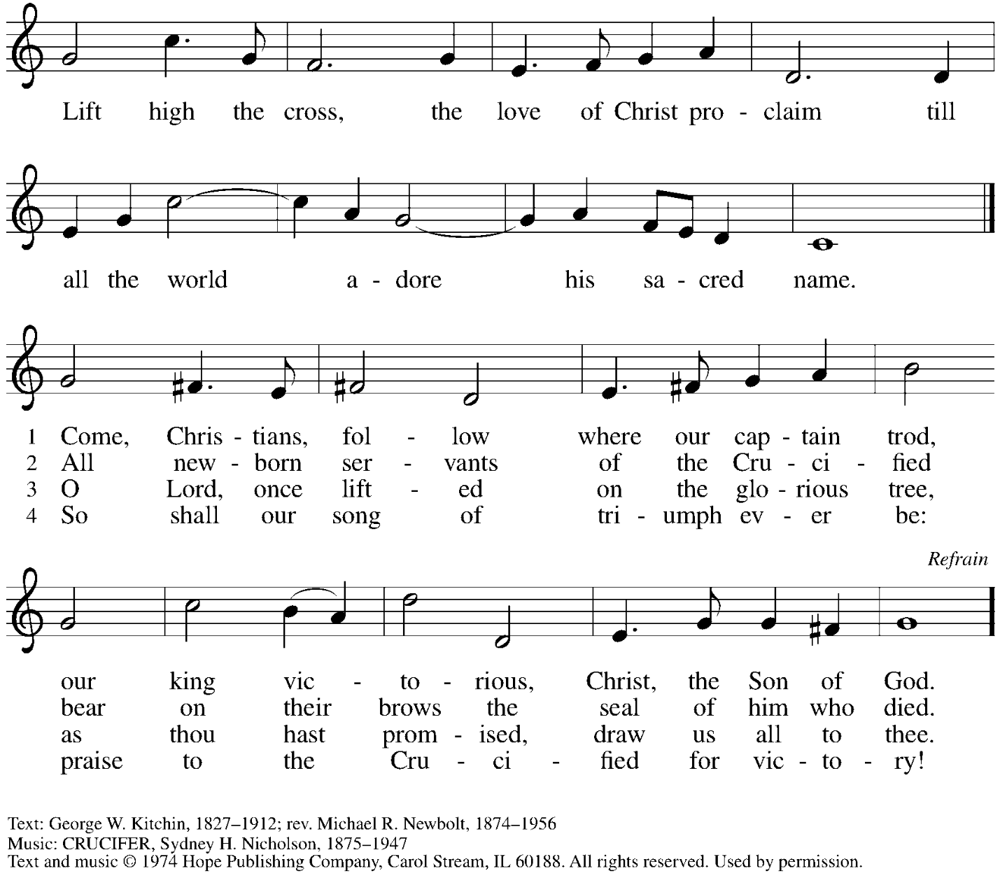 Lift high the cross, the love of Christ pro - claim till
all the world a - dore his sa - cred name.
1 Come, Chris - tians, fol - low where our cap - tain trod,
2 All new - born ser - vants of the Cru - ci - fied
3 O Lord, once lift - ed on the glo - rious tree,
4 So shall our song of tri - umph ev - er be:
Refrain
our king vic - to - rious, Christ, the Son of God.
bear on their brows the seal of him who died.
as thou hast prom - ised, draw us all to thee.
praise to the Cru - ci - fied for vic - to - ry!
Text: George W. Kitchin, 1827–1912; rev. Michael R. Newbolt, 1874–1956
Music: CRUCIFER, Sydney H. Nicholson, 1875–1947
Text and music © 1974 Hope Publishing Company, Carol Stream, IL 60188. All rights reserved. Used by permission.